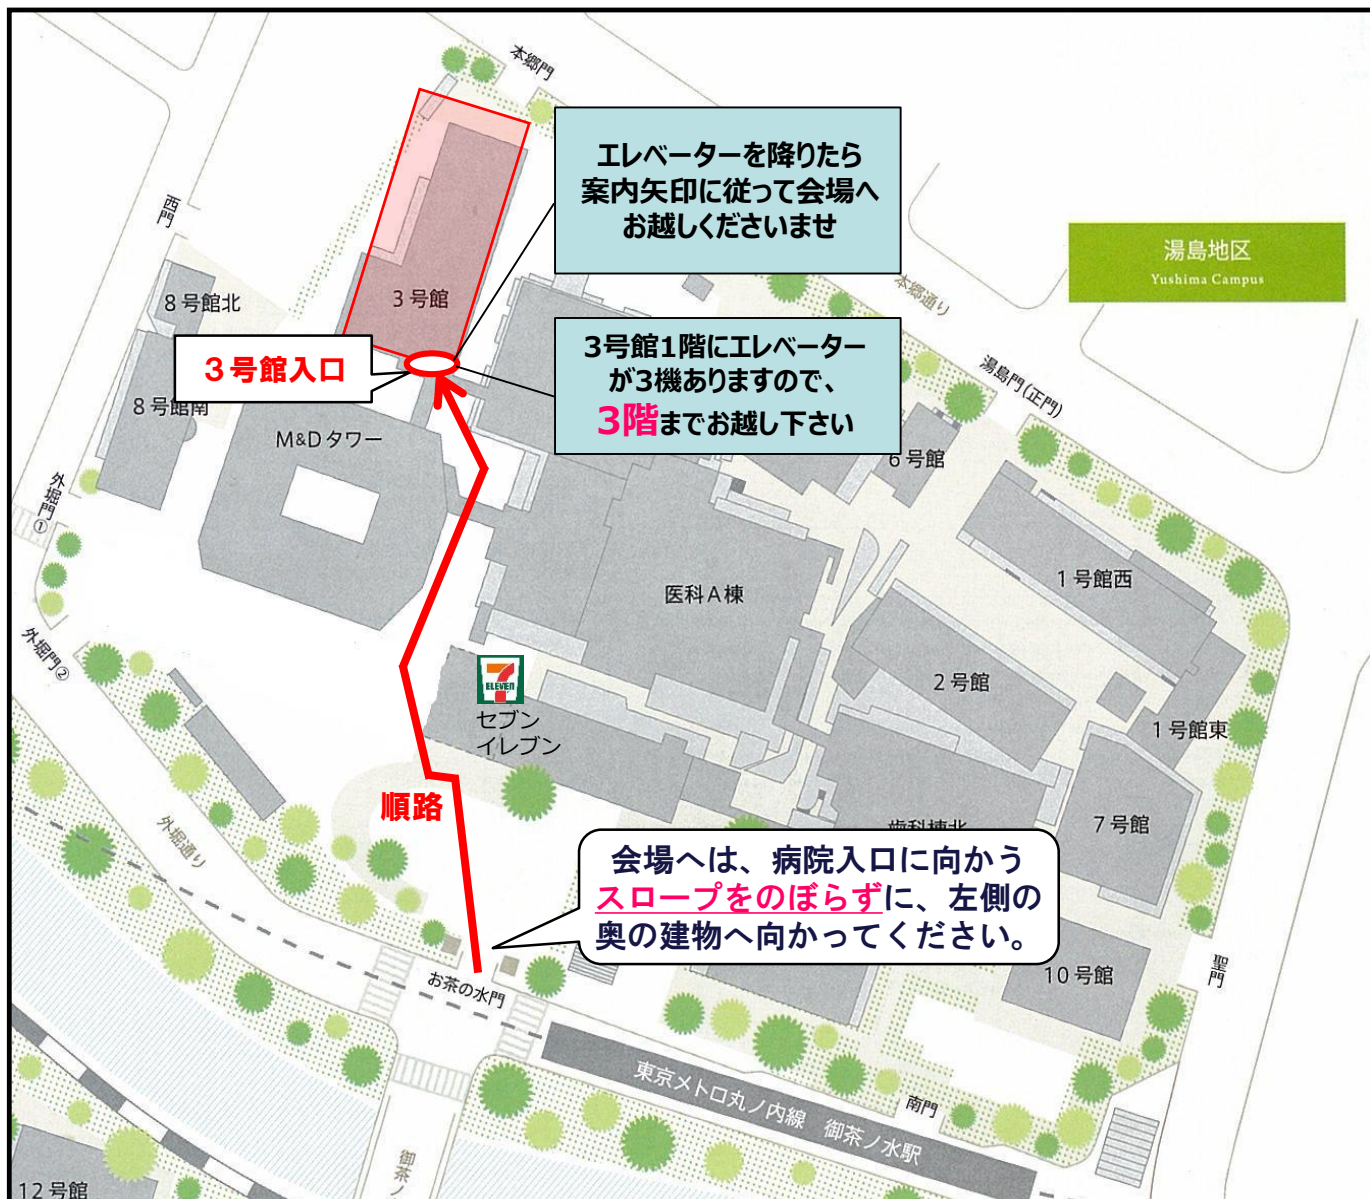 本郷門
エレベーターを降りたら
案内矢印に従って会場へ
お越しくださいませ
西門
湯島地区
Yushima Campus
本郷通り
8号館北
3号館
3号館入口
3号館1階にエレベーター
が3機ありますので、
3階までお越し下さい
湯島門(正門)
8号館南
M&Dタワー
6号館
外堀門①
1号館西
医科A棟
外堀門②
2号館
7
ELEVEN
セブン
イレブン
1号館東
順路
外堀通り
歯科棟北
7号館
会場へは、病院入口に向かう
スロープをのぼらずに、左側の
奥の建物へ向かってください。
お茶の水門
10号館
聖門
東京メトロ丸ノ内線 御茶ノ水駅
南門
御茶ノ
12号館